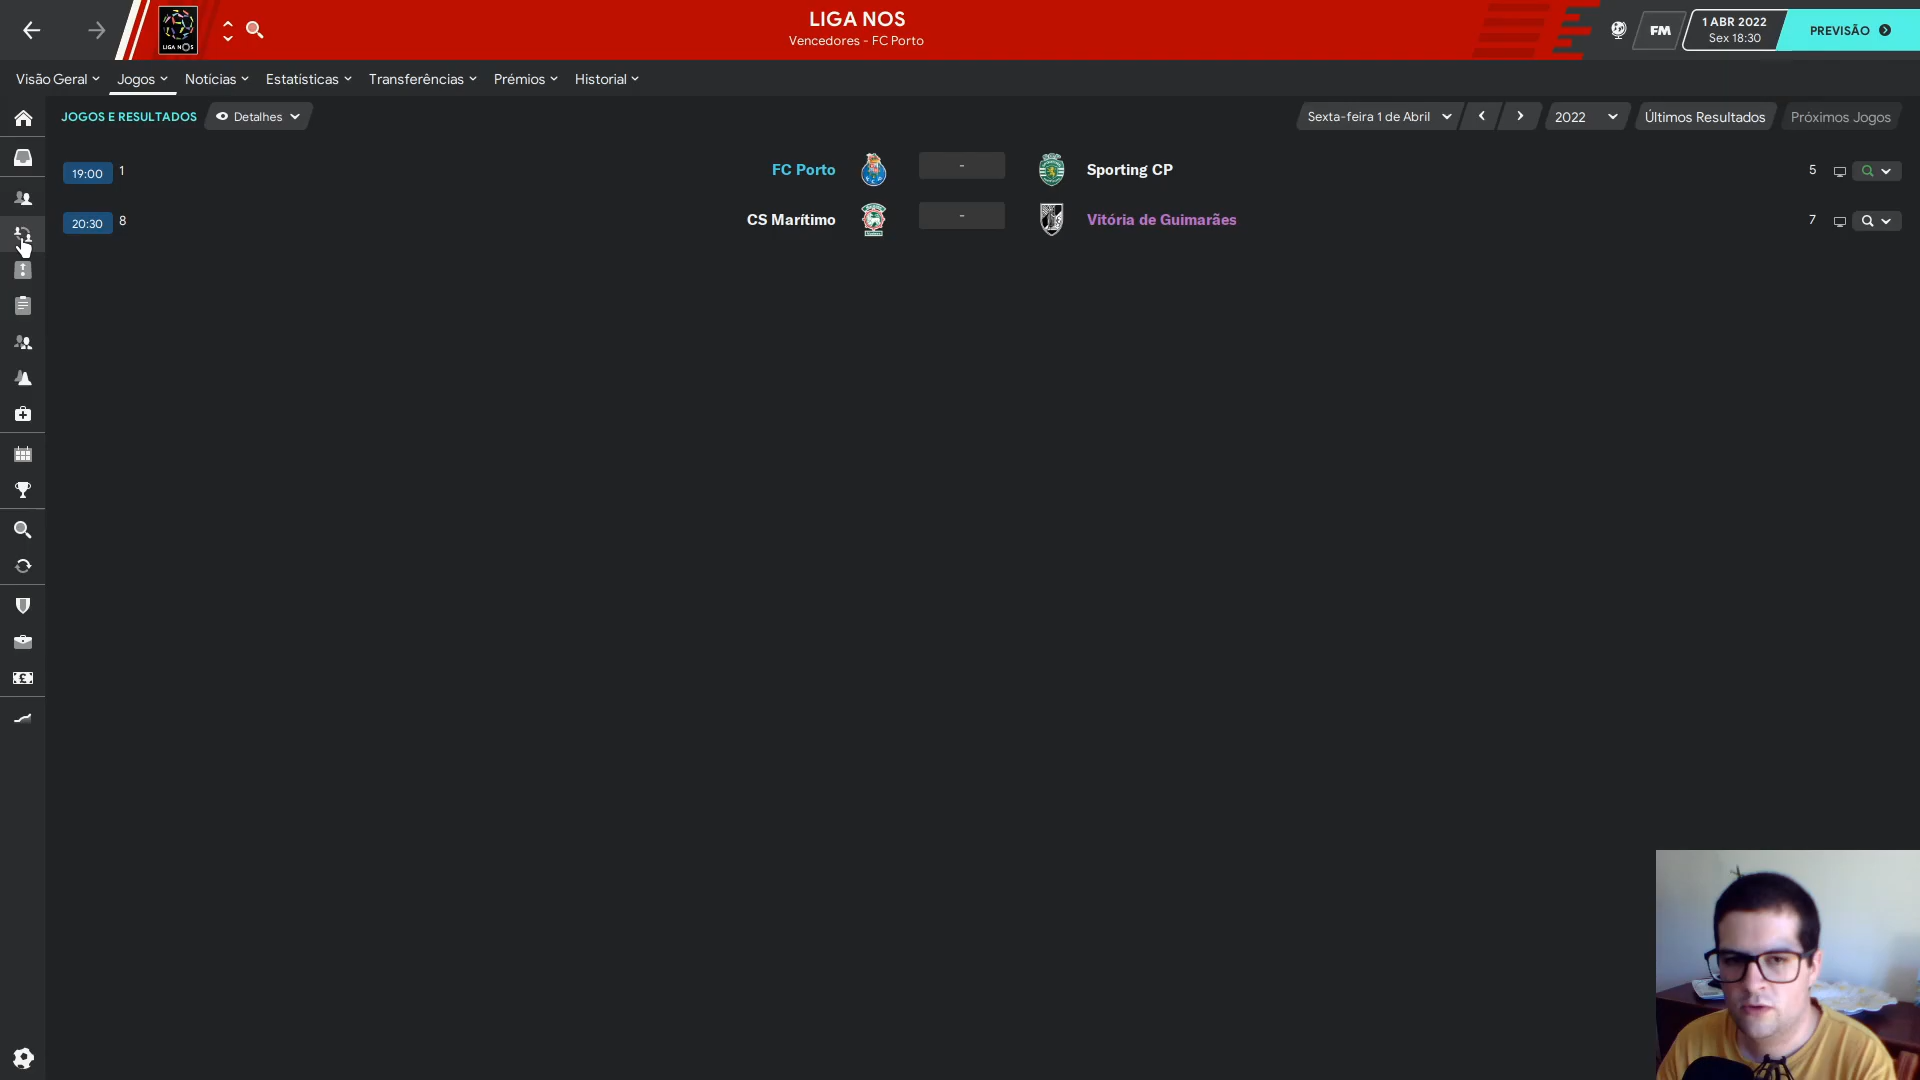 LIGA NOS
LIGA NOS
Vencedores - FC Porto
FM
1 ABR 2022
Sex 18:30
PREVISÃO
Visão Geral
Jogos
Notícias
Estatísticas
Transferências
Prémios
Historial
JOGOS E RESULTADOS
Detalhes
Sexta-feira 1 de Abril
2022
Últimos Resultados
Próximos Jogos
19:00 1 FC Porto - Sporting CP 5
20:30 8 CS Marítimo - Vitória de Guimarães 7